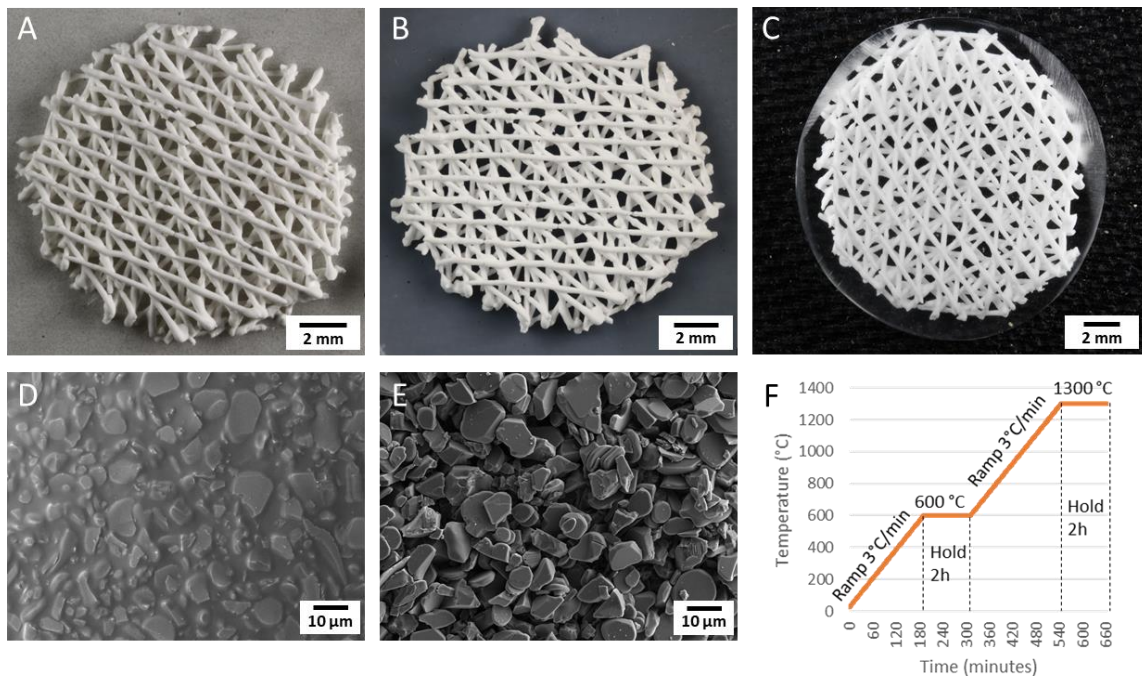 A
B
C
2 mm
2 mm
2 mm
D
E
F
10 µm
10 µm
1400
1200
1000
800
600
400
200
0
Temperature (°C)
1300 °C
Ramp 3°C/min
600 °C
Ramp 3°C/min
Hold
2h
Hold
2h
0
60
120
180
240
300
360
420
480
540
600
660
Time (minutes)